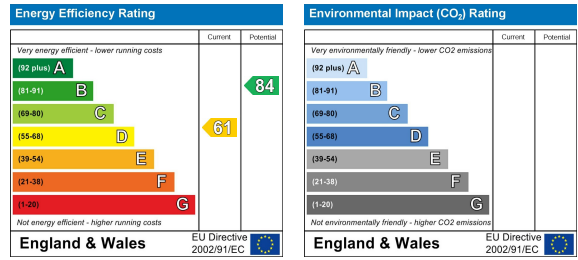 Energy Efficiency Rating
Current Potential
Very energy efficient - lower running costs
(92 plus) A
(81-91) B
84
(69-80) C
(55-68) D
61
(39-54) E
(21-38) F
(1-20) G
Not energy efficient - higher running costs
England & Wales
EU Directive
2002/91/EC
Environmental Impact (CO2) Rating
Current Potential
Very environmentally friendly - lower CO2 emissions
(92 plus) A
(81-91) B
(69-80) C
(55-68) D
(39-54) E
(21-38) F
(1-20) G
Not environmentally friendly - higher CO2 emissions
England & Wales
EU Directive
2002/91/EC